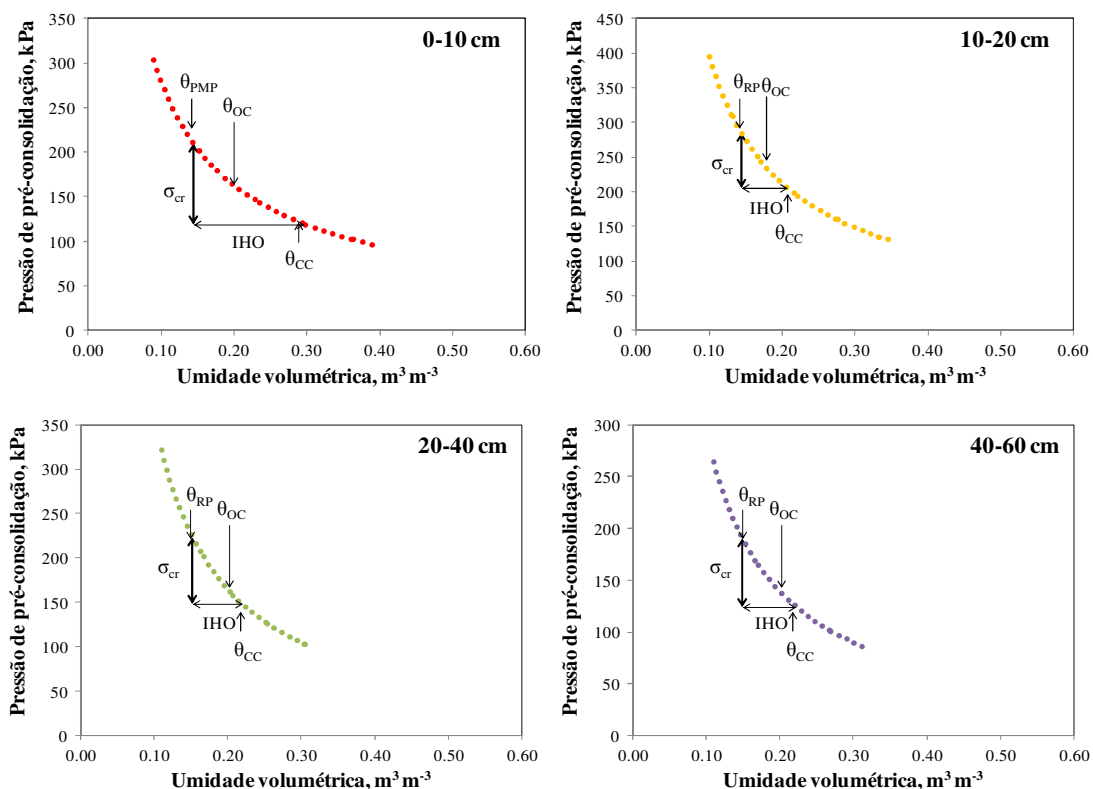 Pressão de pré-consolidação, kPa
350
300
250
200
150
100
50
0
0-10 cm
θPMP
θOC
σcr
IHO
θCC
0.00 0.10 0.20 0.30 0.40 0.50 0.60
Umidade volumétrica, m³ m⁻³
Pressão de pré-consolidação, kPa
450
400
350
300
250
200
150
100
50
0
10-20 cm
θRP θOC
σcr
IHO
θCC
0.00 0.10 0.20 0.30 0.40 0.50 0.60
Umidade volumétrica, m³ m⁻³
Pressão de pré-consolidação, kPa
350
300
250
200
150
100
50
0
20-40 cm
θRP
θOC
σcr
IHO
θCC
0.00 0.10 0.20 0.30 0.40 0.50 0.60
Umidade volumétrica, m³ m⁻³
Pressão de pré-consolidação, kPa
300
250
200
150
100
50
0
40-60 cm
θRP
θOC
σcr
IHO
θCC
0.00 0.10 0.20 0.30 0.40 0.50 0.60
Umidade volumétrica, m³ m⁻³